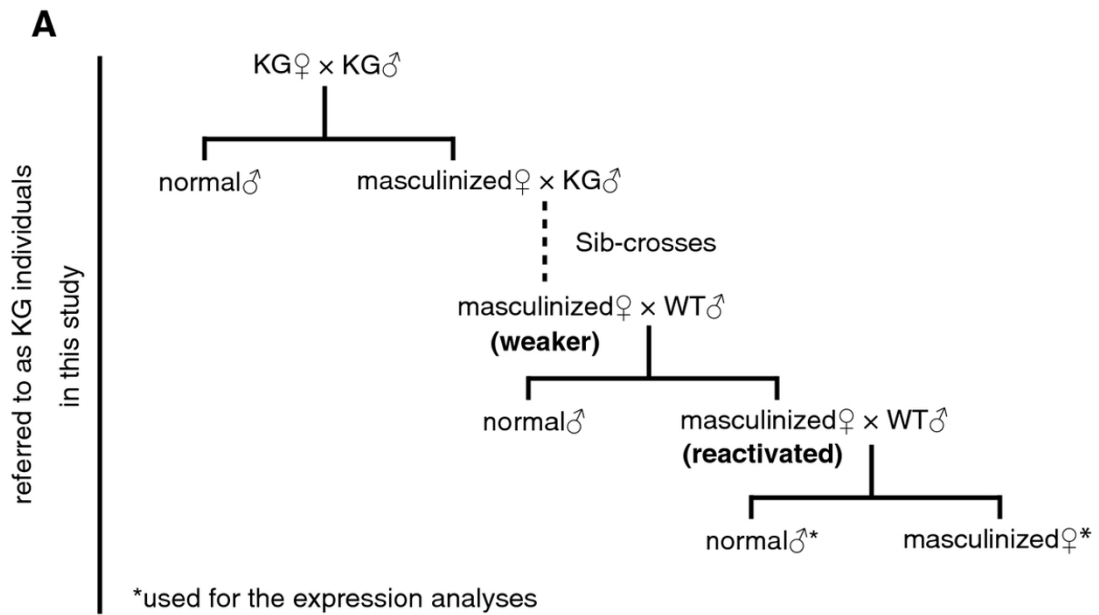 A
KG♀ × KG♂
normal♂
masculinized♀ × KG♂
Sib-crosses
masculinized♀ × WT♂
(weaker)
normal♂
masculinized♀ × WT♂
(reactivated)
normal♂*
masculinized♀*
*used for the expression analyses
referred to as KG individuals
in this study